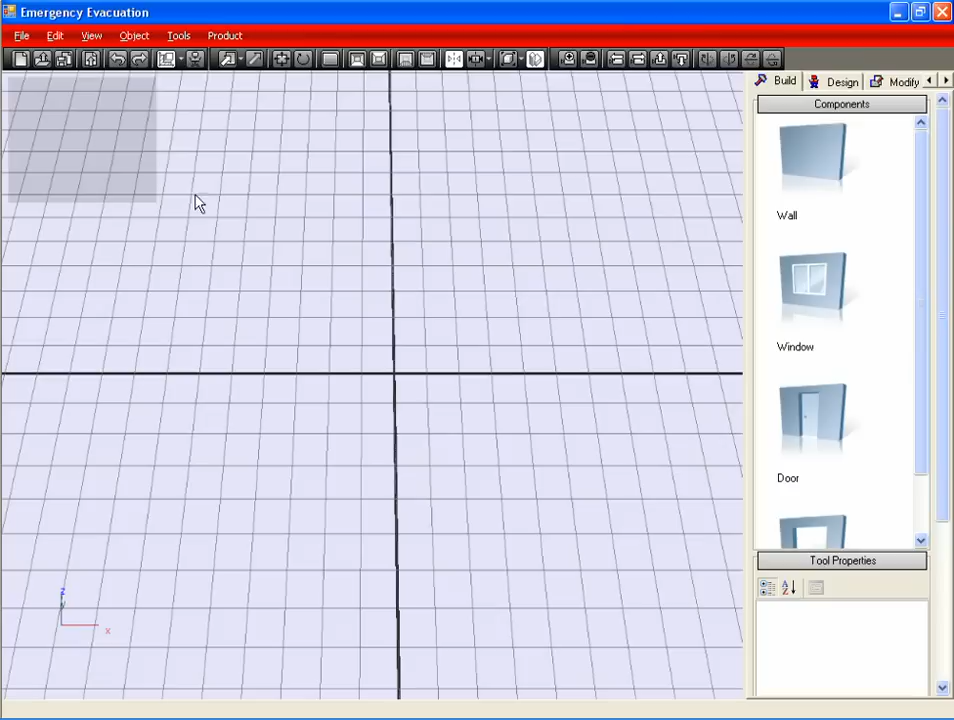 Emergency Evacuation
File Edit View Object Tools Product
Build Design Modify
Components
Wall
Window
Door
Tool Properties
A
Z
z
y
x